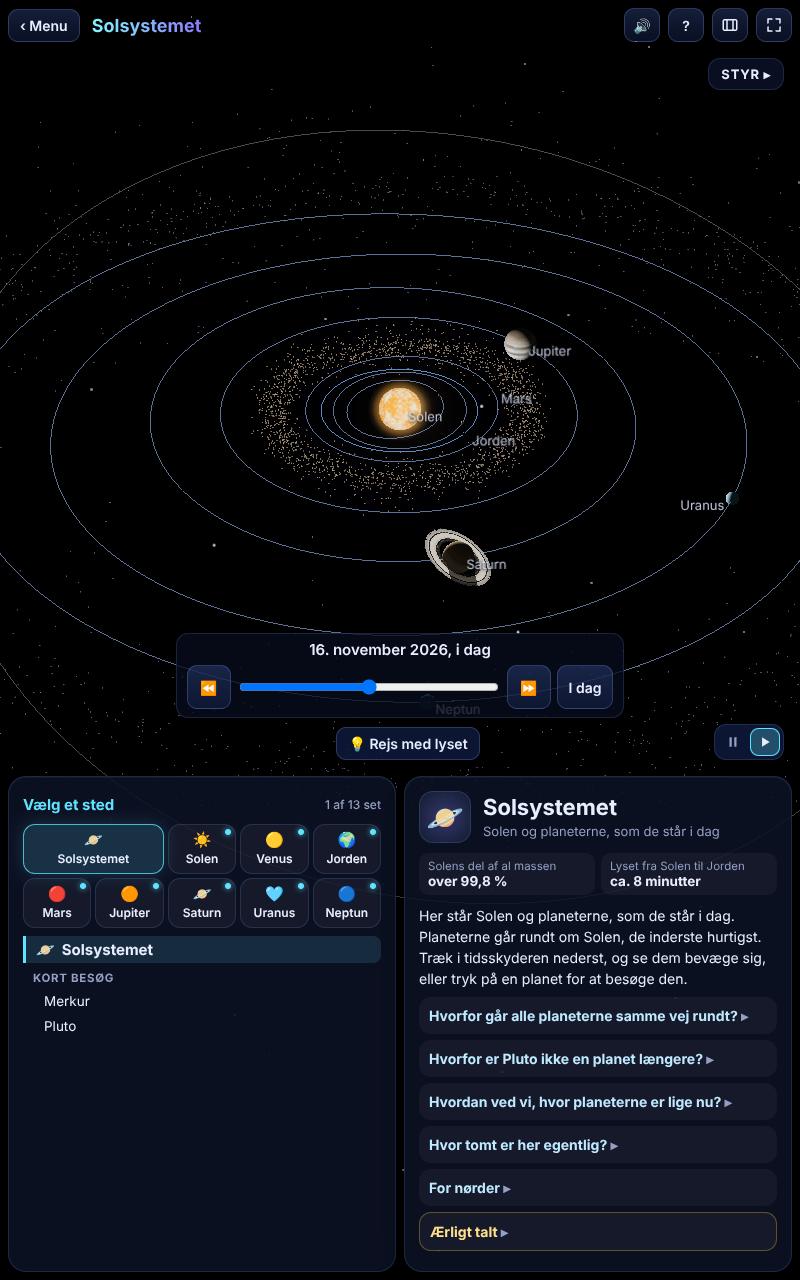 ‹ Menu
Solsystemet
?
STYR ▸
Jupiter
Mars
Solen
Jorden
Uranus
Saturn
16. november 2026, i dag
I dag
Neptun
Rejs med lyset
Vælg et sted
1 af 13 set
Solsystemet
Solen
Venus
Jorden
Mars
Jupiter
Saturn
Uranus
Neptun
Solsystemet
KORT BESØG
Merkur
Pluto
Solsystemet
Solen og planeterne, som de står i dag
Solens del af al massen
over 99,8 %
Lyset fra Solen til Jorden
ca. 8 minutter
Her står Solen og planeterne, som de står i dag.
Planeterne går rundt om Solen, de inderste hurtigst.
Træk i tidsskyderen nederst, og se dem bevæge sig,
eller tryk på en planet for at besøge den.
Hvorfor går alle planeterne samme vej rundt? ▸
Hvorfor er Pluto ikke en planet længere? ▸
Hvordan ved vi, hvor planeterne er lige nu? ▸
Hvor tomt er her egentlig? ▸
For nørder ▸
Ærligt talt ▸